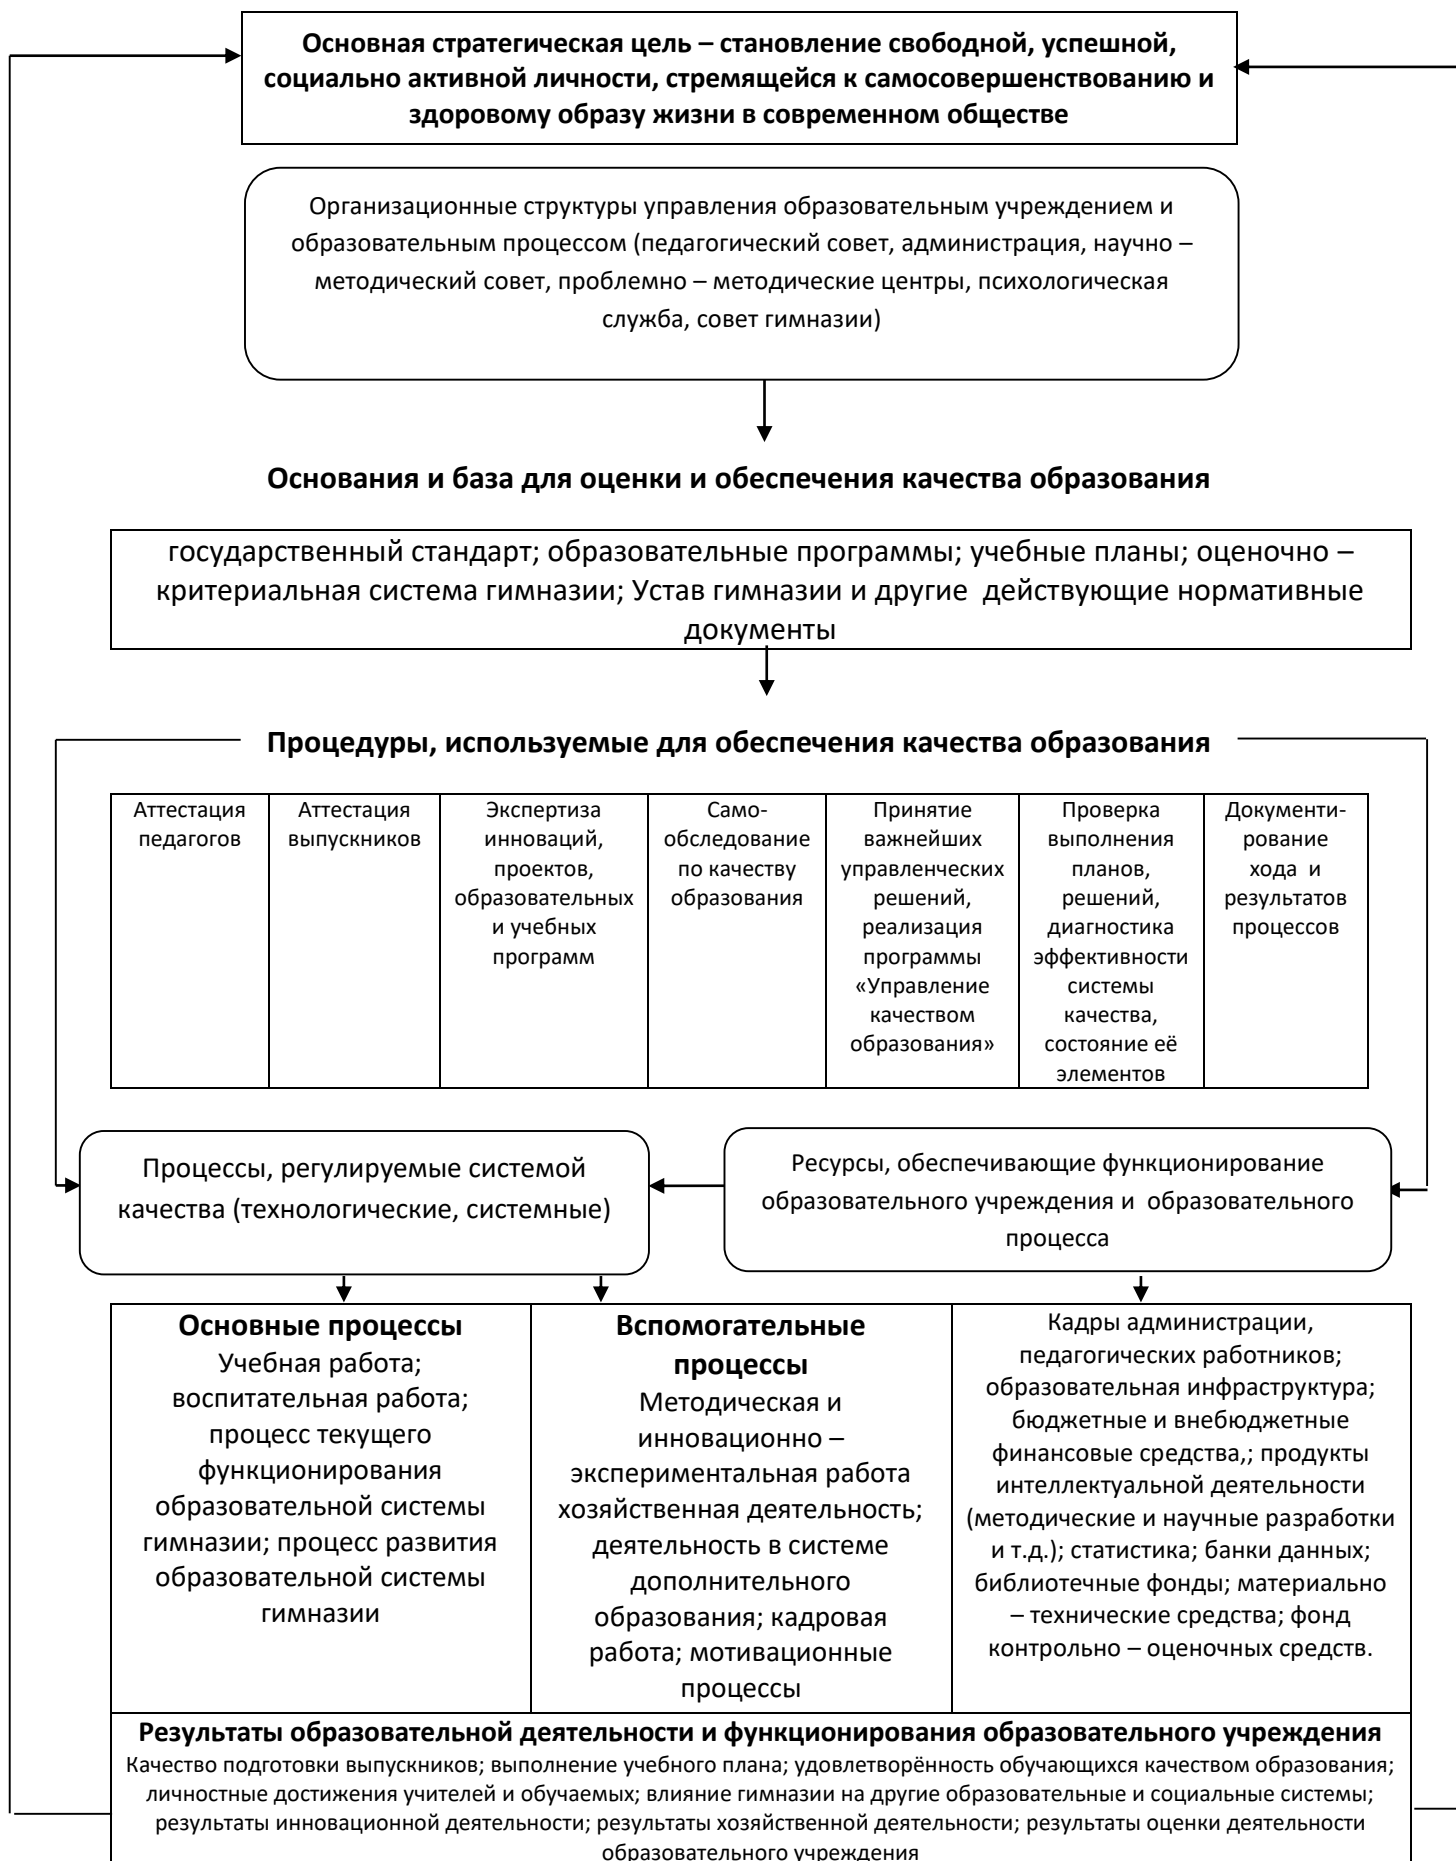 Основная стратегическая цель – становление свободной, успешной,
социально активной личности, стремящейся к самосовершенствованию и
здоровому образу жизни в современном обществе
Организационные структуры управления образовательным учреждением и
образовательным процессом (педагогический совет, администрация, научно –
методический совет, проблемно – методические центры, психологическая
служба, совет гимназии)
Основания и база для оценки и обеспечения качества образования
государственный стандарт; образовательные программы; учебные планы; оценочно –
критериальная система гимназии; Устав гимназии и другие действующие нормативные
документы
Процедуры, используемые для обеспечения качества образования
Аттестация
педагогов
Аттестация
выпускников
Экспертиза
инноваций,
проектов,
образовательных
и учебных
программ
Само-
обследование
по качеству
образования
Принятие
важнейших
управленческих
решений,
реализация
программы
«Управление
качеством
образования»
Проверка
выполнения
планов,
решений,
диагностика
эффективности
системы
качества,
состояние её
элементов
Документи-
рование
хода и
результатов
процессов
Процессы, регулируемые системой
качества (технологические, системные)
Ресурсы, обеспечивающие функционирование
образовательного учреждения и образовательного
процесса
Основные процессы
Учебная работа;
воспитательная работа;
процесс текущего
функционирования
образовательной системы
гимназии; процесс развития
образовательной системы
гимназии
Вспомогательные
процессы
Методическая и
инновационно –
экспериментальная работа
хозяйственная деятельность;
деятельность в системе
дополнительного
образования; кадровая
работа; мотивационные
процессы
Кадры администрации,
педагогических работников;
образовательная инфраструктура;
бюджетные и внебюджетные
финансовые средства,; продукты
интеллектуальной деятельности
(методические и научные разработки
и т.д.); статистика; банки данных;
библиотечные фонды; материально
– технические средства; фонд
контрольно – оценочных средств.
Результаты образовательной деятельности и функционирования образовательного учреждения
Качество подготовки выпускников; выполнение учебного плана; удовлетворённость обучающихся качеством образования;
личностные достижения учителей и обучаемых; влияние гимназии на другие образовательные и социальные системы;
результаты инновационной деятельности; результаты хозяйственной деятельности; результаты оценки деятельности
образовательного учреждения